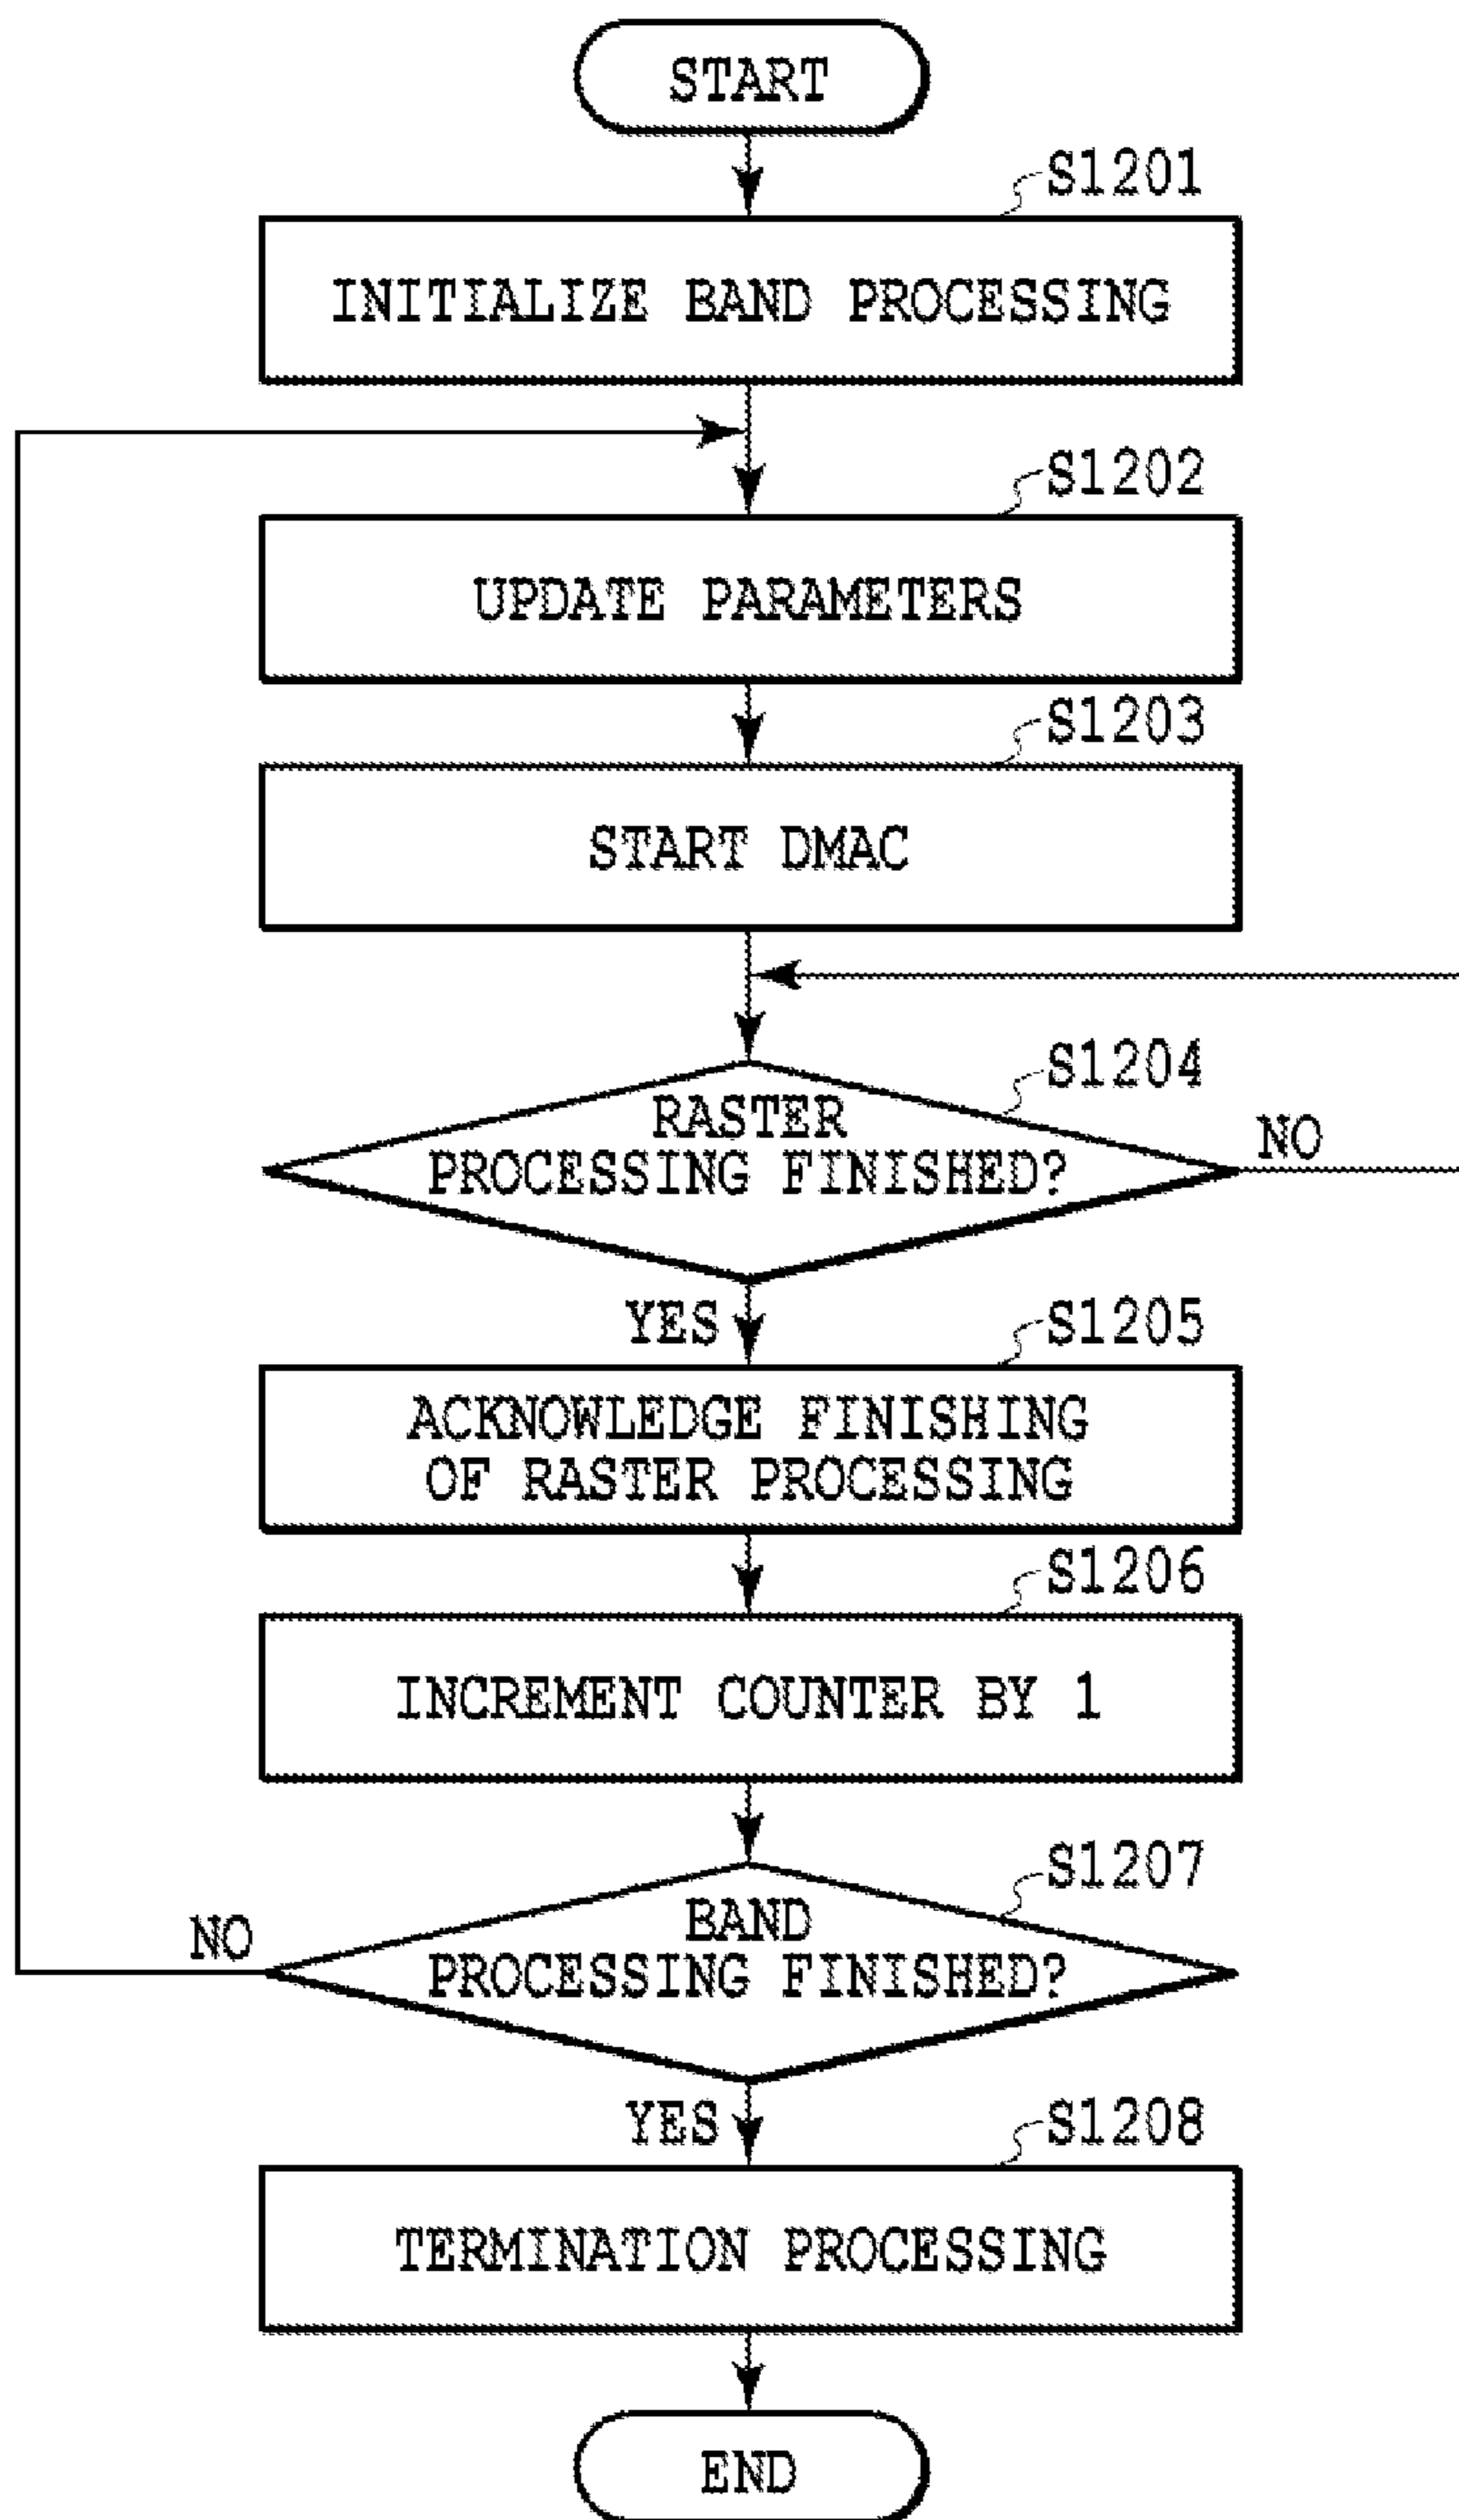 START
S1201
INITIALIZE BAND PROCESSING
S1202
UPDATE PARAMETERS
S1203
START DMAC
S1204
RASTER
PROCESSING FINISHED?
NO
YES
S1205
ACKNOWLEDGE FINISHING
OF RASTER PROCESSING
S1206
INCREMENT COUNTER BY 1
S1207
BAND
PROCESSING FINISHED?
NO
YES
S1208
TERMINATION PROCESSING
END